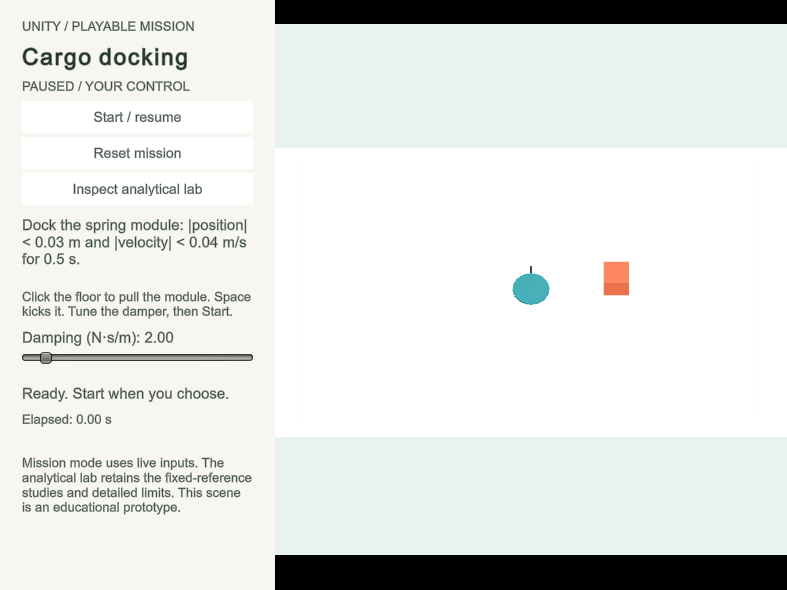 UNITY / PLAYABLE MISSION
Cargo docking
PAUSED / YOUR CONTROL
Start / resume
Reset mission
Inspect analytical lab
Dock the spring module: |position|
< 0.03 m and |velocity| < 0.04 m/s
for 0.5 s.
Click the floor to pull the module. Space
kicks it. Tune the damper, then Start.
Damping (N·s/m): 2.00
Ready. Start when you choose.
Elapsed: 0.00 s
Mission mode uses live inputs. The
analytical lab retains the fixed-reference
studies and detailed limits. This scene
is an educational prototype.